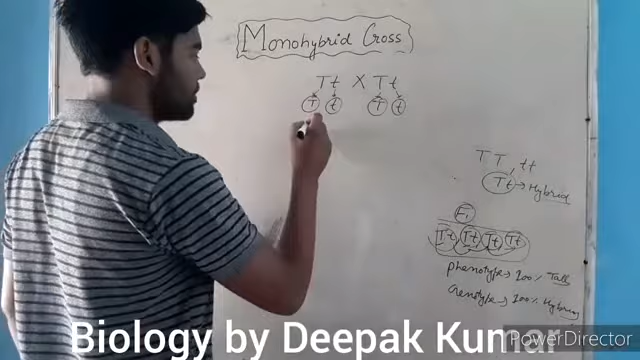 Monohybrid Cross
Tt X Tt
T t T t
TT, tt
Tt → Hybrid
F1
Tt Tt Tt Tt
Phenotype → 100% Tall
Genotype → 100% Hybrid
Biology by Deepak Kumar
PowerDirector